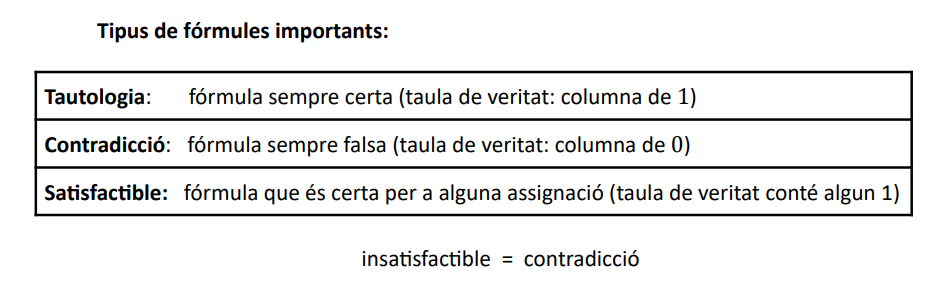 Tipus de fórmules importants:
Tautologia: fórmula sempre certa (taula de veritat: columna de 1)
Contradicció: fórmula sempre falsa (taula de veritat: columna de 0)
Satisfactible: fórmula que és certa per a alguna assignació (taula de veritat conté algun 1)
insatisfactible = contradicció